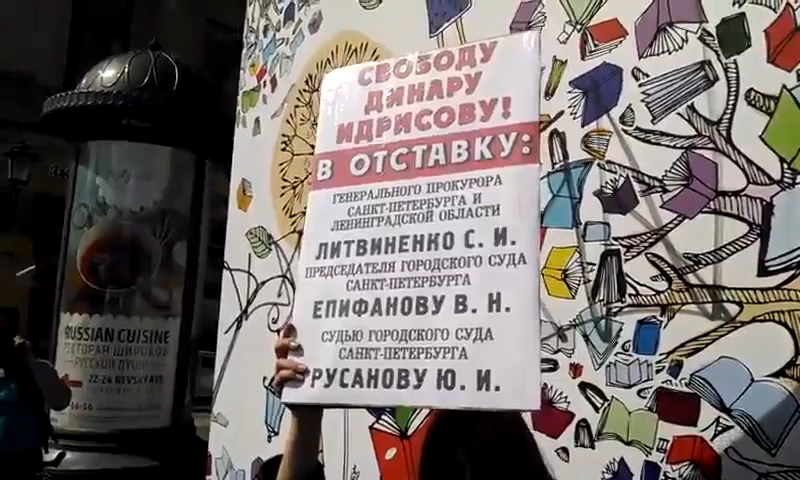 СВОБОДУ
ДИНАРУ
ИДРИСОВУ!
В ОТСТАВКУ:
ГЕНЕРАЛЬНОГО ПРОКУРОРА
САНКТ-ПЕТЕРБУРГА И
ЛЕНИНГРАДСКОЙ ОБЛАСТИ
ЛИТВИНЕНКО С. И.
ПРЕДСЕДАТЕЛЯ ГОРОДСКОГО СУДА
САНКТ-ПЕТЕРБУРГА
ЕПИФАНОВУ В. Н.
СУДЬЮ ГОРОДСКОГО СУДА
САНКТ-ПЕТЕРБУРГА
РУСАНОВУ Ю. И.
RUSSIAN CUISINE
РЕСТОРАН ШИРОКОЙ
РУССКОЙ ДУШИ
22-24 NEVSKY AVE